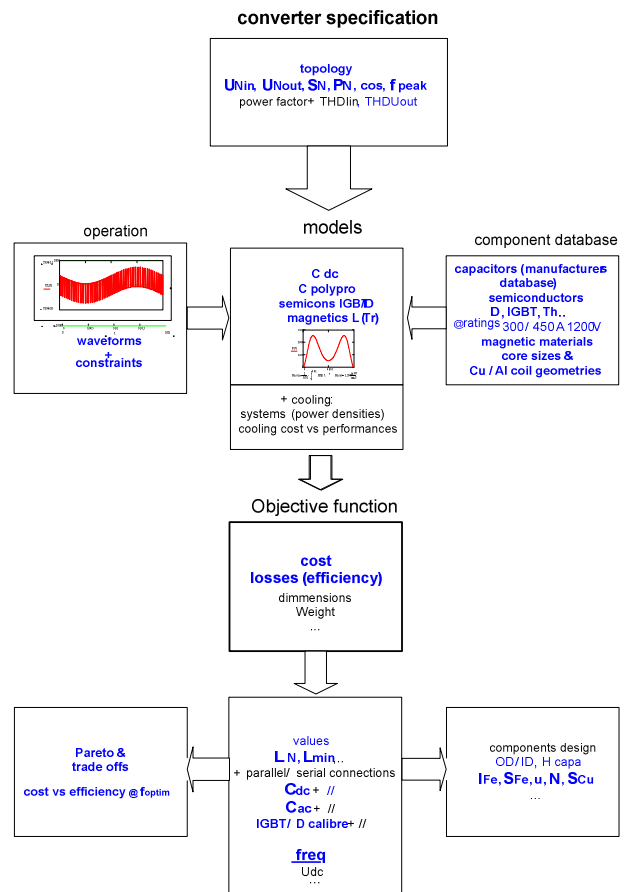 converter specification
topology
UNin, UNout, SN, PN, cos, f peak
power factor+ THDIin, THDUout
operation
waveforms
+
constraints
models
C dc
C polypro
semicons IGBT/D
magnetics L (Tr)
+ cooling:
systems (power densities)
cooling cost vs performances
component database
capacitors (manufacturers
database)
semiconductors
D, IGBT, Th..
@ratings 300 / 450 A 1200V
magnetic materials
core sizes &
Cu / Al coil geometries
Objective function
cost
losses (efficiency)
dimmensions
Weight
...
Pareto &
trade offs
cost vs efficiency @ foptim
values
L N, Lmin,..
+ parallel/ serial connections
Cdc + //
Cac + //
IGBT/ D calibre+ //
freq
Udc
...
components design
OD/ ID, H capa
lFe, SFe, u, N, SCu
...